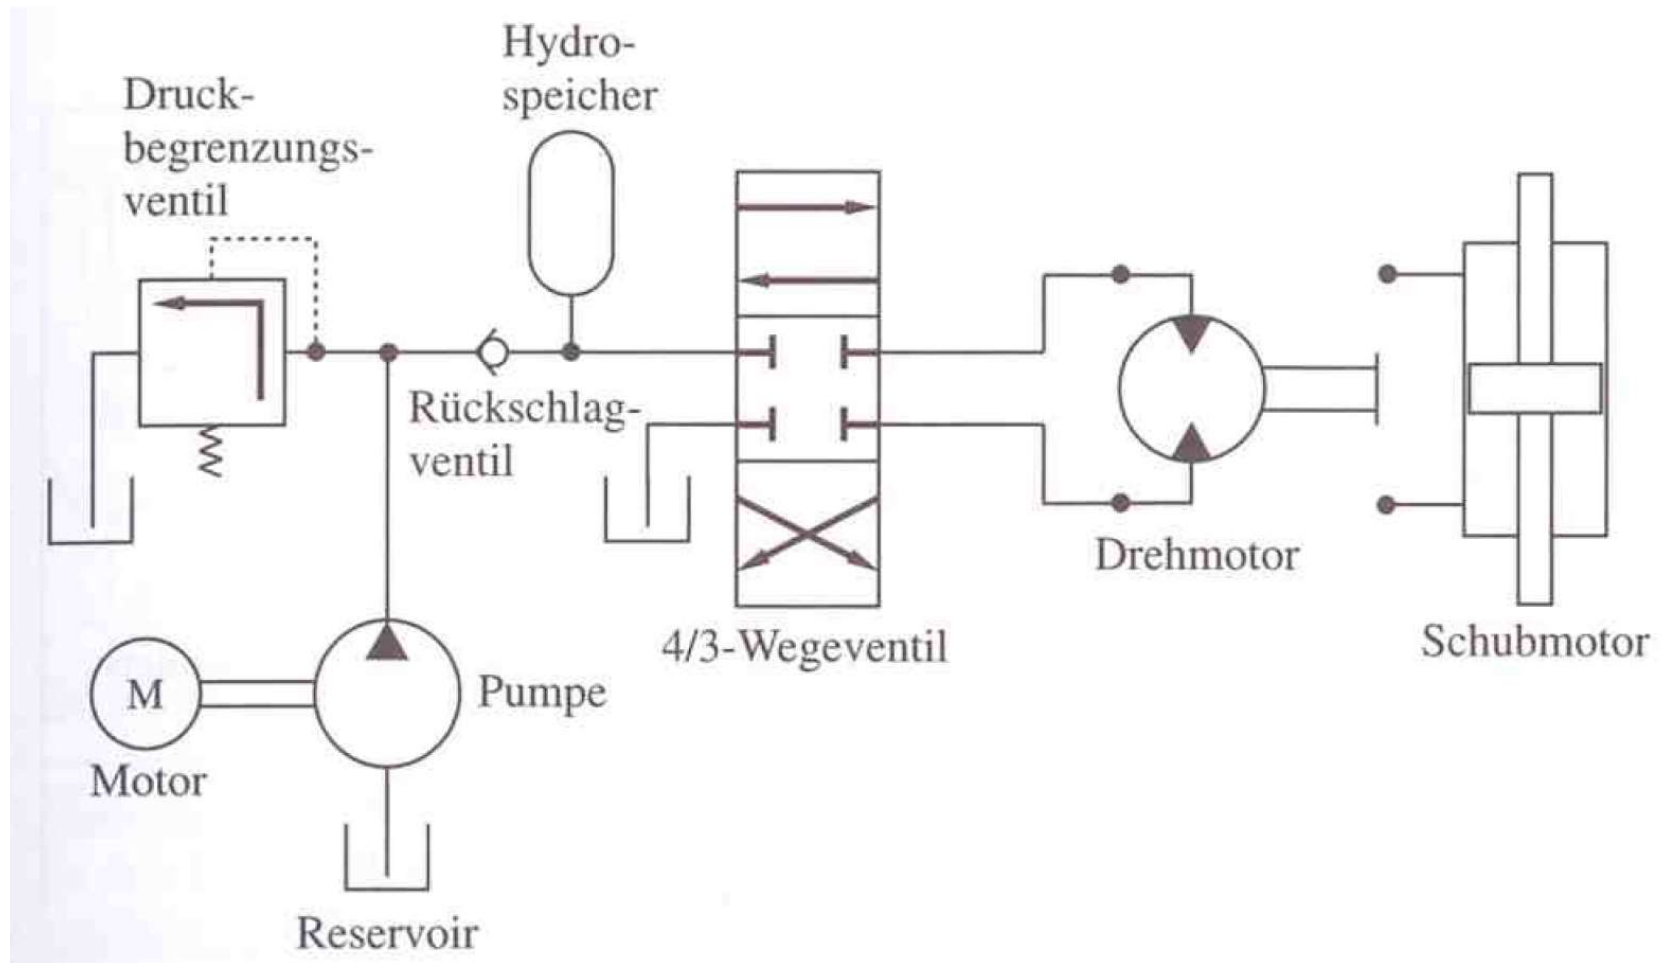 Hydro-
speicher
Druck-
begrenzungs-
ventil
Rückschlag-
ventil
Drehmotor
4/3-Wegeventil
Schubmotor
M
Pumpe
Motor
Reservoir